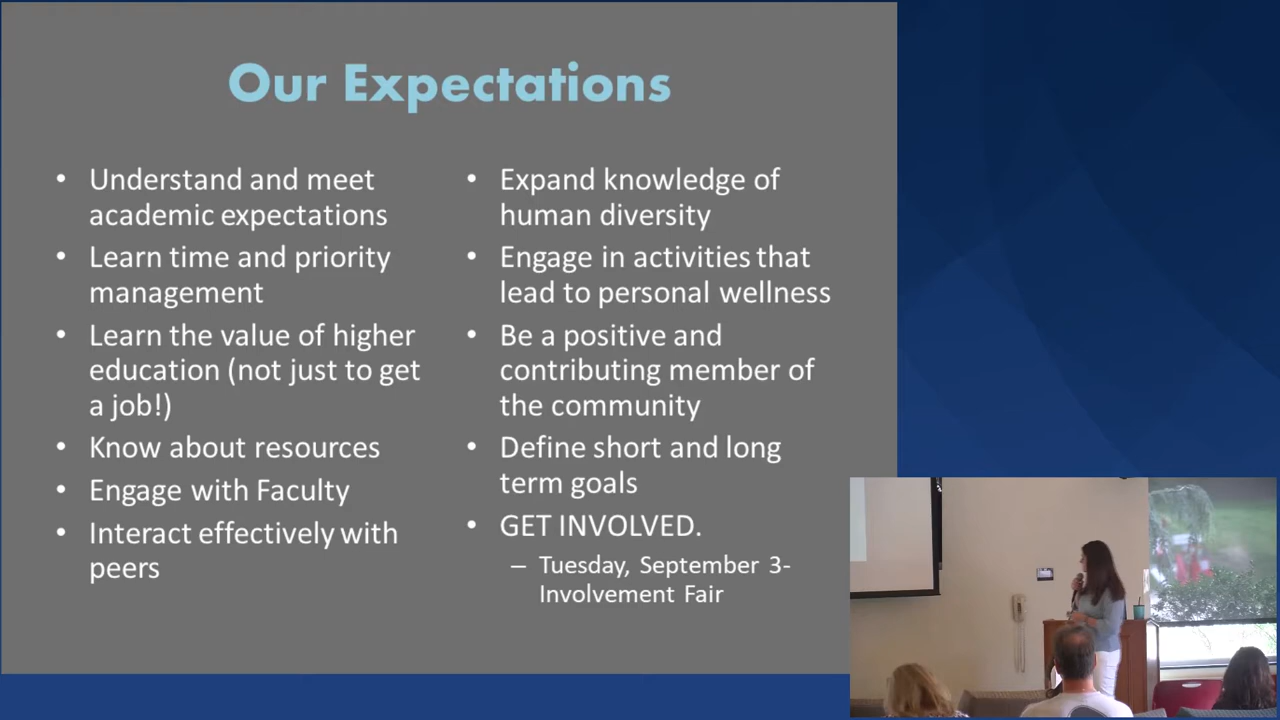 Our Expectations
• Understand and meet
academic expectations
• Learn time and priority
management
• Learn the value of higher
education (not just to get
a job!)
• Know about resources
• Engage with Faculty
• Interact effectively with
peers
• Expand knowledge of
human diversity
• Engage in activities that
lead to personal wellness
• Be a positive and
contributing member of
the community
• Define short and long
term goals
• GET INVOLVED.
– Tuesday, September 3-
Involvement Fair